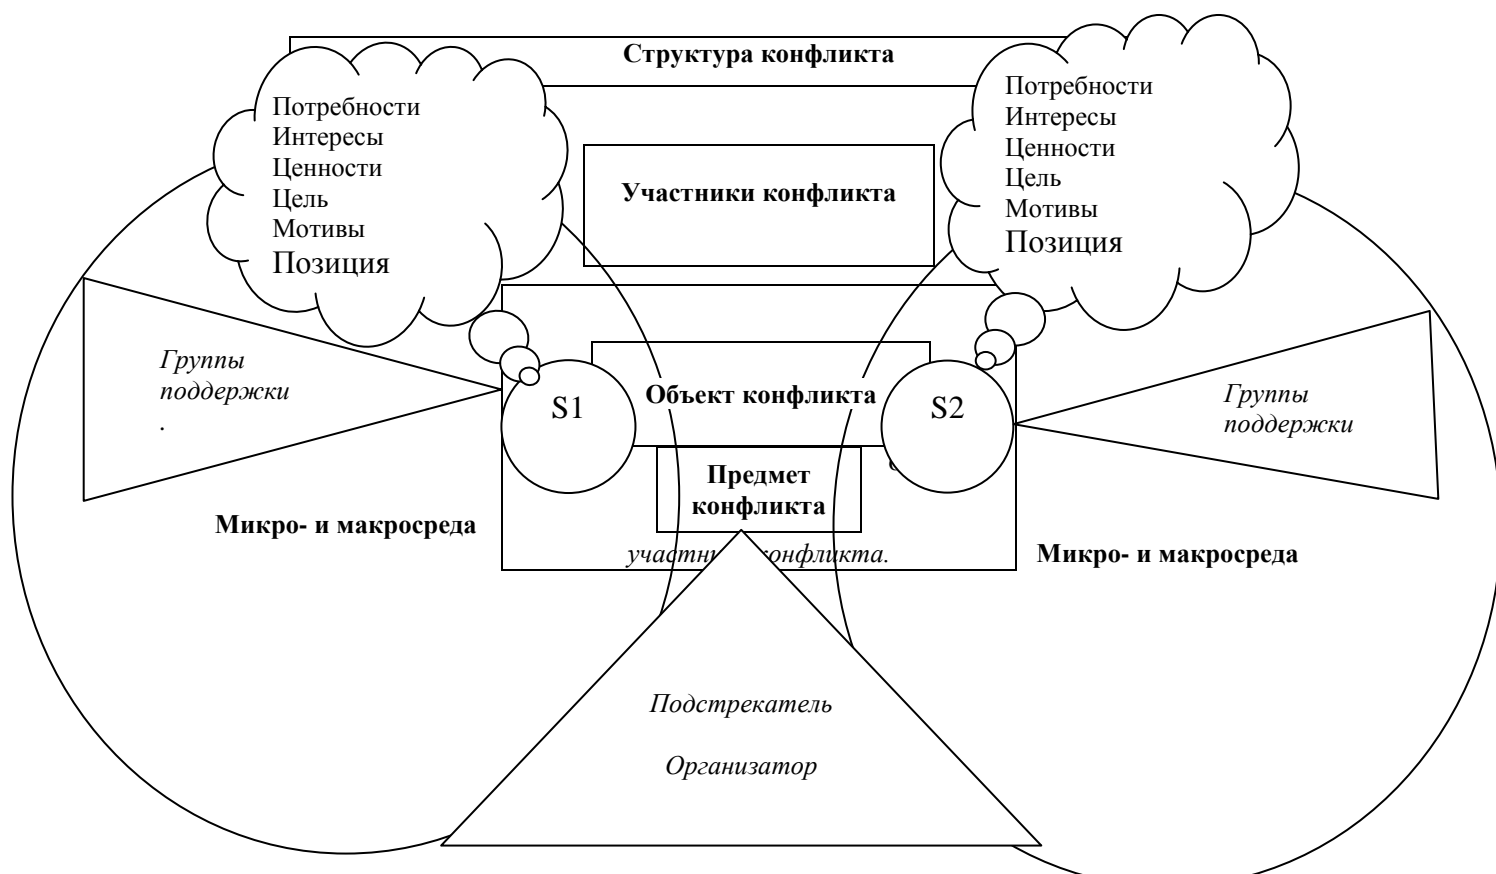 Структура конфликта
Потребности
Интересы
Ценности
Цель
Мотивы
Позиция
Потребности
Интересы
Ценности
Цель
Мотивы
Позиция
Участники конфликта
Группы
поддержки
.
S1
Объект конфликта
S2
Группы
поддержки
Предмет
конфликта
Микро- и макросреда
конфликта.
Микро- и макросреда
Подстрекатель
Организатор